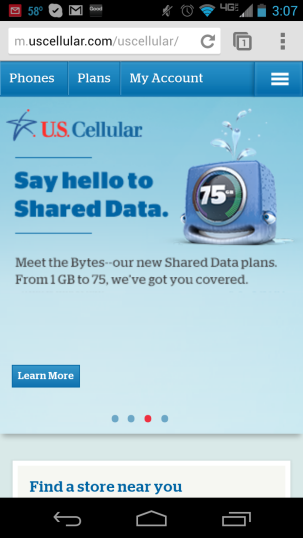 58°
4G
3:07
m.uscellular.com/uscellular/
1
Phones
Plans
My Account
U.S. Cellular
Say hello to
Shared Data.
75
Meet the Bytes--our new Shared Data plans.
From 1 GB to 75, we've got you covered.
Learn More
Find a store near you